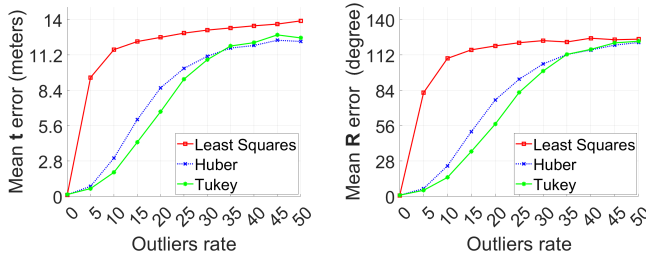 Mean t error (meters)
14
11.2
8.4
5.6
2.8
0
Least Squares
Huber
Tukey
0 5 10 15 20 25 30 35 40 45 50
Outliers rate
Mean R error (degree)
140
112
84
56
28
0
Least Squares
Huber
Tukey
0 5 10 15 20 25 30 35 40 45 50
Outliers rate